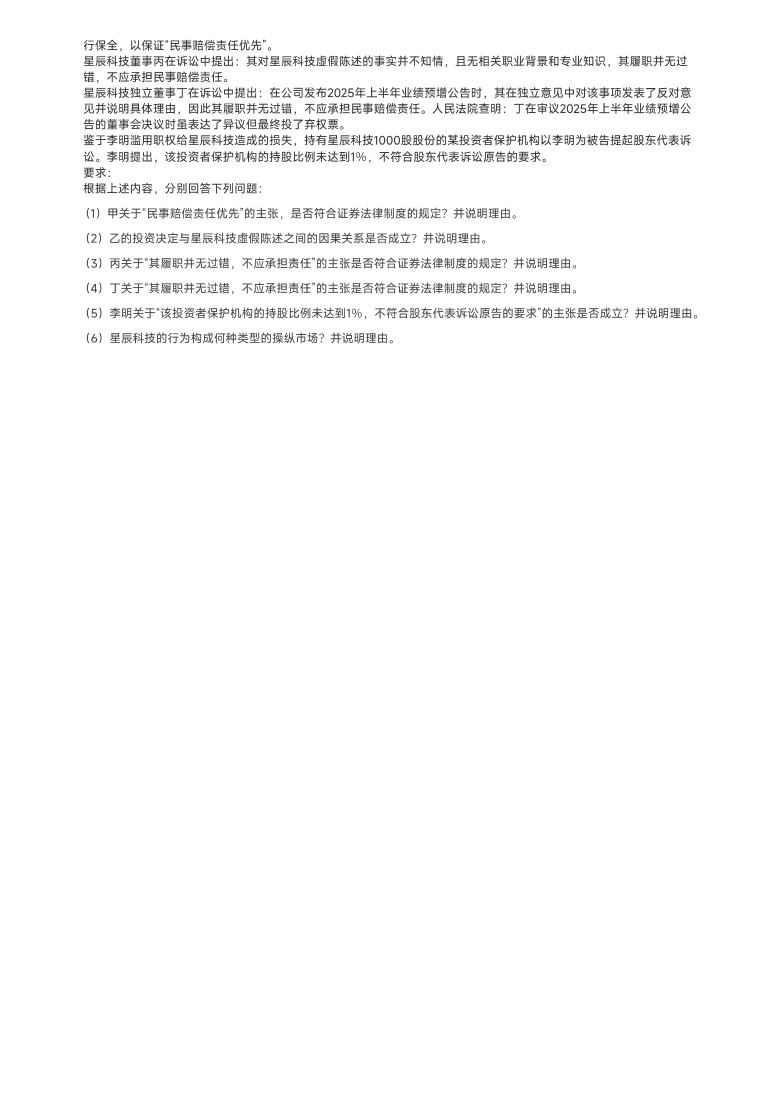 行保全，以保证“民事赔偿责任优先”。
星辰科技董事丙在诉讼中提出：其对星辰科技虚假陈述的事实并不知情，且无相关职业背景和专业知识，其履职并无过
错，不应承担民事赔偿责任。
星辰科技独立董事丁在诉讼中提出：在公司发布2025年上半年业绩预增公告时，其在独立意见中对该事项发表了反对意
见并说明具体理由，因此其履职并无过错，不应承担民事赔偿责任。人民法院查明：丁在审议2025年上半年业绩预增公
告的董事会决议时虽表达了异议但最终投了弃权票。
鉴于李明滥用职权给星辰科技造成的损失，持有星辰科技1000股股份的某投资者保护机构以李明为被告提起股东代表诉
讼。李明提出，该投资者保护机构的持股比例未达到1%，不符合股东代表诉讼原告的要求。
要求：
根据上述内容，分别回答下列问题：
（1）甲关于“民事赔偿责任优先”的主张，是否符合证券法律制度的规定？并说明理由。
（2）乙的投资决定与星辰科技虚假陈述之间的因果关系是否成立？并说明理由。
（3）丙关于“其履职并无过错，不应承担责任”的主张是否符合证券法律制度的规定？并说明理由。
（4）丁关于“其履职并无过错，不应承担责任”的主张是否符合证券法律制度的规定？并说明理由。
（5）李明关于“该投资者保护机构的持股比例未达到1%，不符合股东代表诉讼原告的要求”的主张是否成立？并说明理由。
（6）星辰科技的行为构成何种类型的操纵市场？并说明理由。